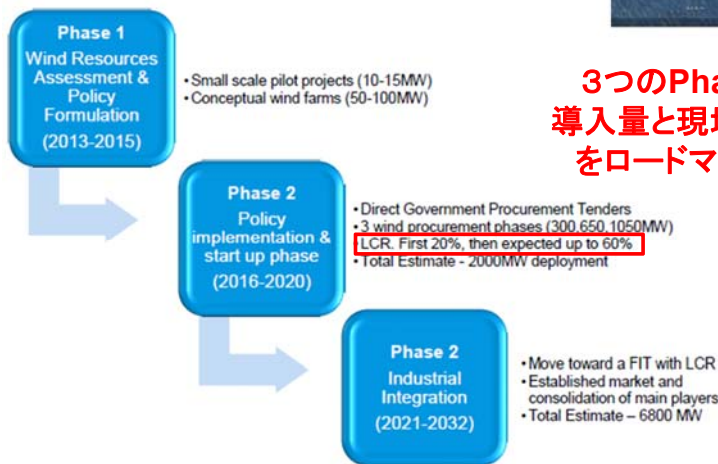 Phase 1
Wind Resources
Assessment &
Policy
Formulation
(2013-2015)
• Small scale pilot projects (10-15MW)
• Conceptual wind farms (50-100MW)
3つのPha
導入量と現
をロードマ
Phase 2
Policy
implementation &
start up phase
(2016-2020)
• Direct Government Procurement Tenders
• 3 wind procurement phases (300,650,1050MW)
• LCR. First 20%, then expected up to 60%
• Total Estimate - 2000MW deployment
Phase 2
Industrial
Integration
(2021-2032)
• Move toward a FIT with LCR
• Established market and
consolidation of main players
• Total Estimate – 6800 MW